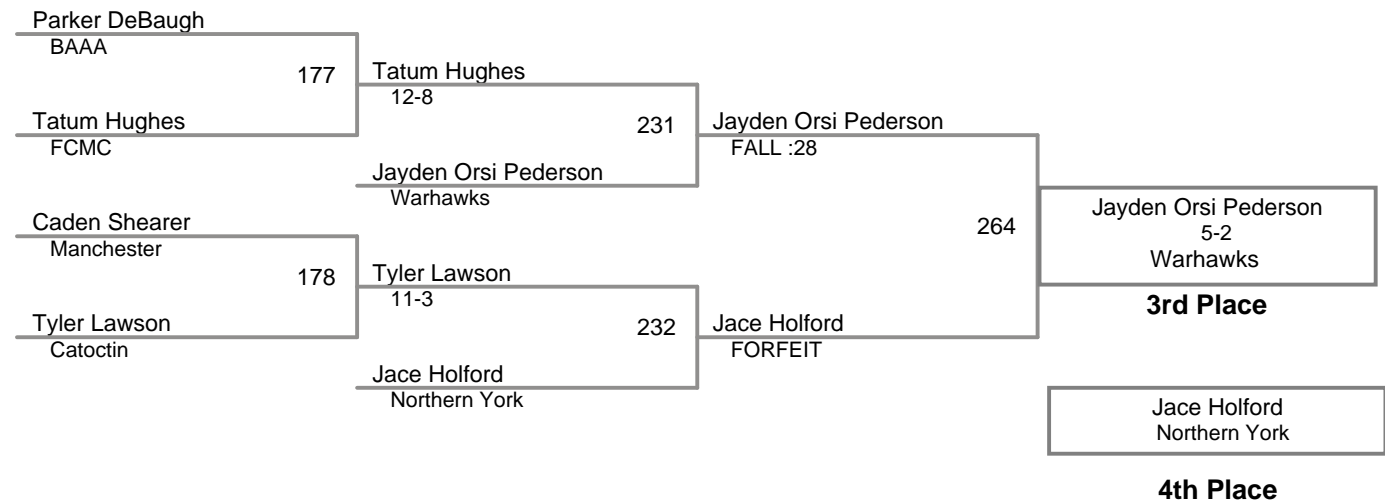 Parker DeBaugh
BAAA
177
Tatum Hughes
12-8
Tatum Hughes
FCMC
231
Jayden Orsi Pederson
FALL :28
Jayden Orsi Pederson
Warhawks
Caden Shearer
Manchester
264
Jayden Orsi Pederson
5-2
Warhawks
3rd Place
178
Tyler Lawson
11-3
Tyler Lawson
Catoctin
232
Jace Holford
FORFEIT
Jace Holford
Northern York
Jace Holford
Northern York
4th Place